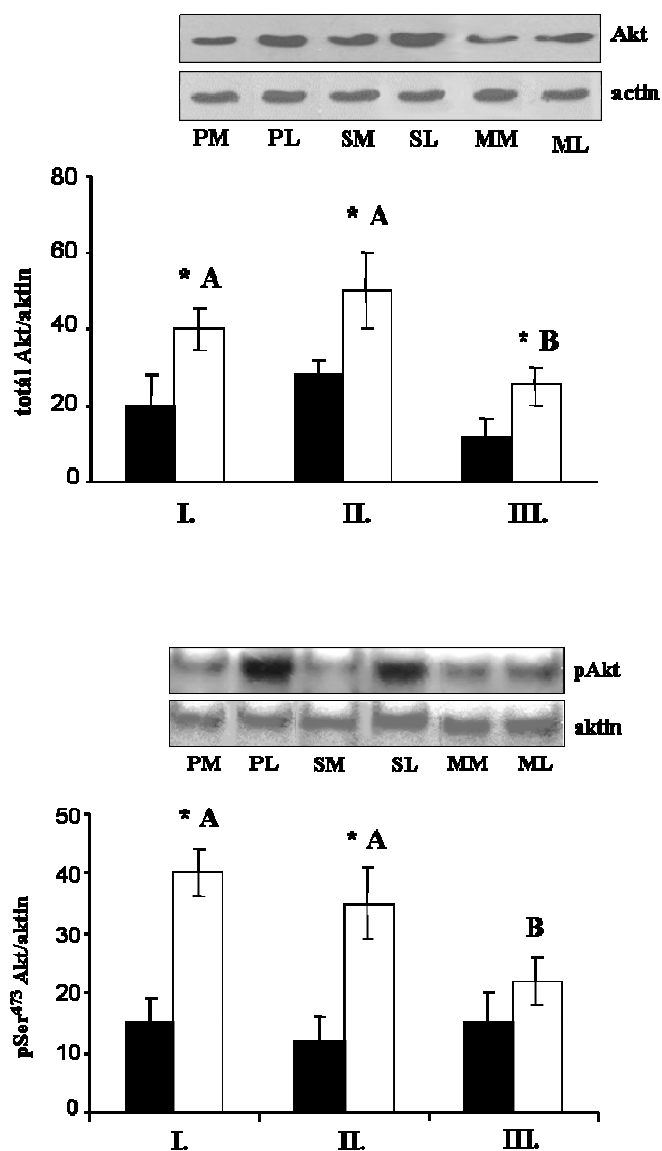 Akt
actin
PM PL SM SL MM ML
80
60
40
20
0
totál Akt/aktin
* A
* A
* B
I. II. III.
pAkt
aktin
PM PL SM SL MM ML
50
40
30
20
10
0
pSer⁴⁷³ Akt/aktin
* A
* A
B
I. II. III.